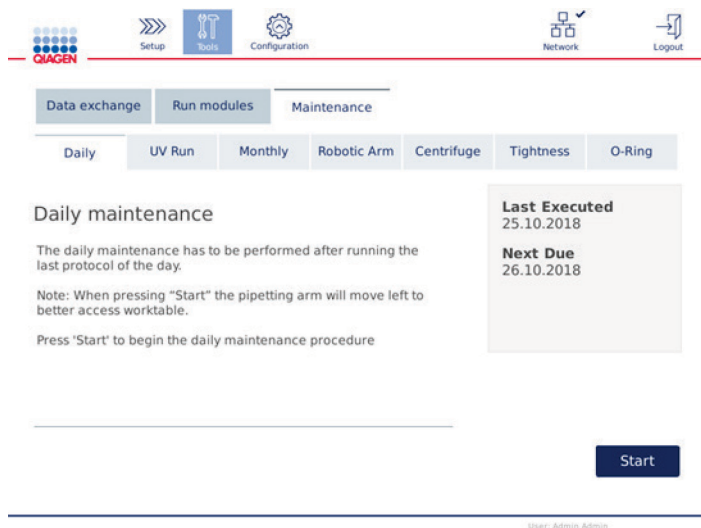 QIAGEN
Setup
Tools
Configuration
Network
Logout
Data exchange
Run modules
Maintenance
Daily
UV Run
Monthly
Robotic Arm
Centrifuge
Tightness
O-Ring
Daily maintenance
The daily maintenance has to be performed after running the
last protocol of the day.
Note: When pressing “Start” the pipetting arm will move left to
better access worktable.
Press 'Start' to begin the daily maintenance procedure
Last Executed
25.10.2018
Next Due
26.10.2018
Start
User: Admin Admin